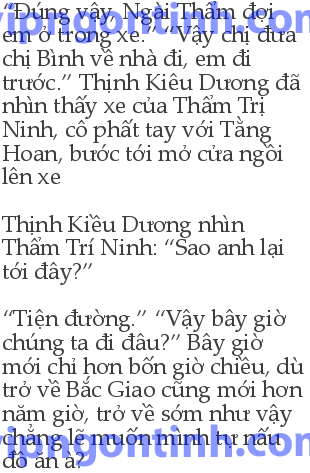 “Đúng vậy, Ngài Thẩm đợi
em ở trong xe.” “Vậy chị đưa
chị Bình về nhà đi, em đi
trước.” Thịnh Kiêu Dương đã
nhìn thấy xe của Thẩm Trị
Ninh, cô phất tay với Tằng
Hoan, bước tới mở cửa ngồi
lên xe
Thịnh Kiều Dương nhìn
Thẩm Trí Ninh: “Sao anh lại
tới đây?”
“Tiện đường.” “Vậy bây giờ
chúng ta đi đâu?” Bây giờ
mới chỉ hơn bốn giờ chiều, dù
trở về Bắc Giao cũng mới hơn
năm giờ, trở về sớm như vậy
chẳng lẽ muốn mình tự nấu
đồ ăn à?